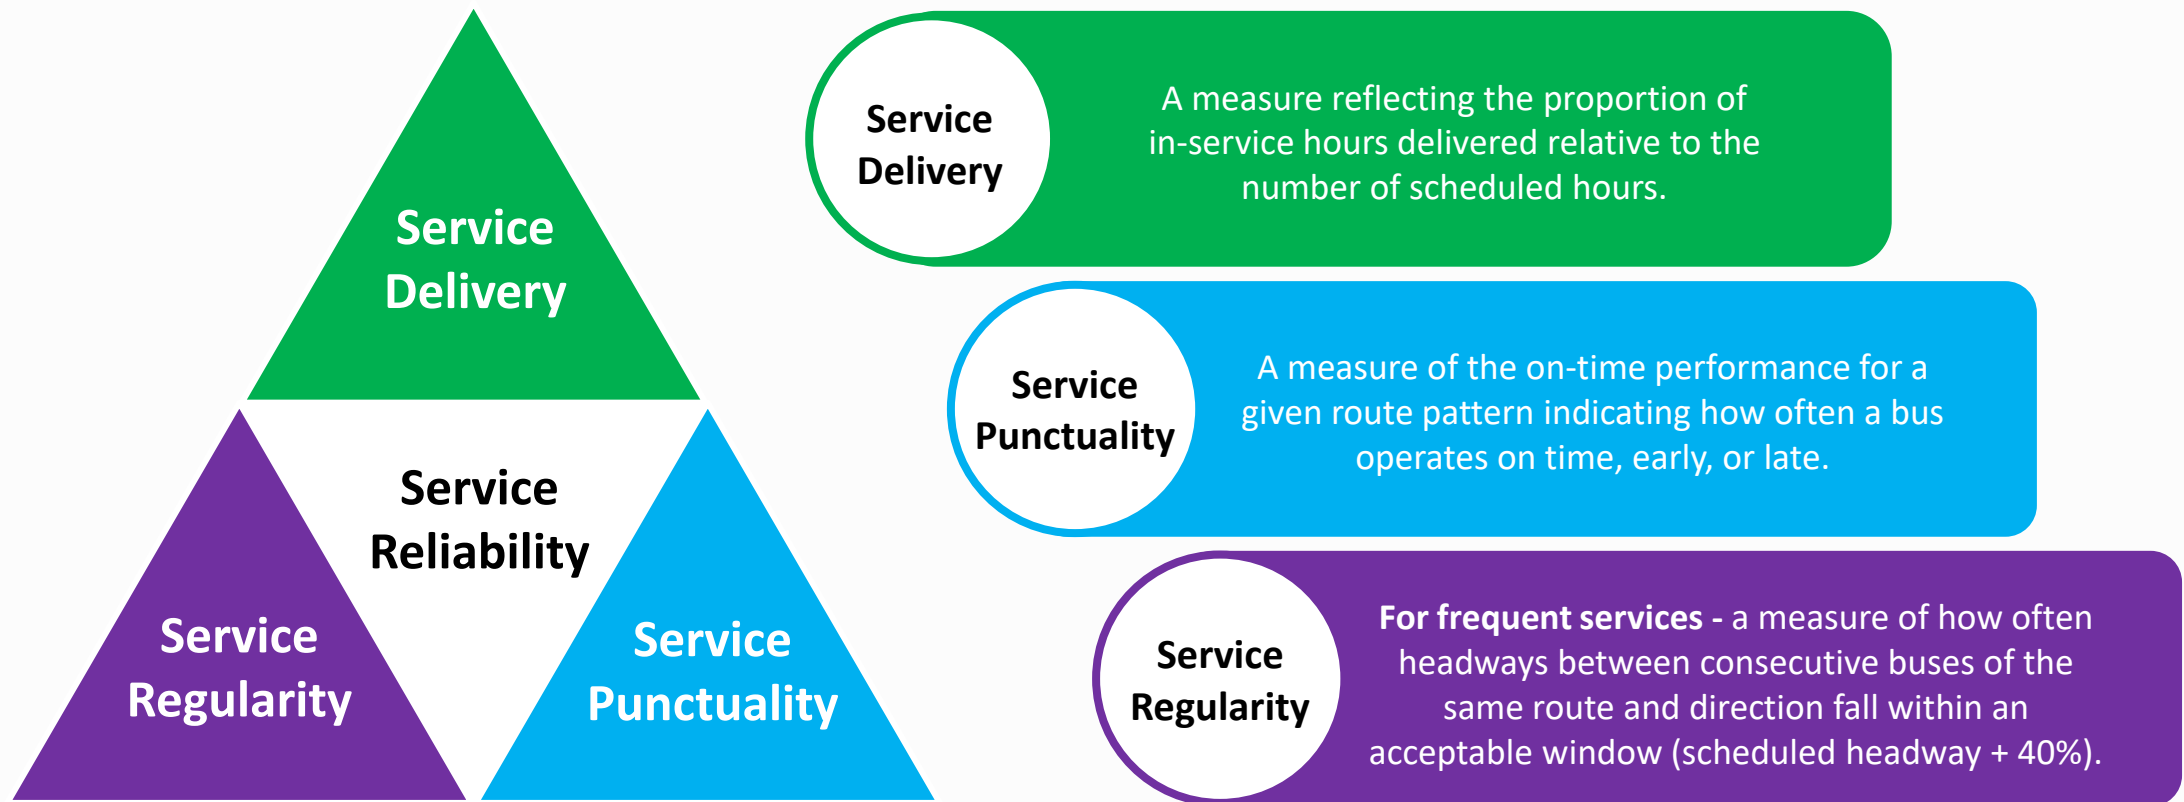 Service
Delivery
Service
Reliability
Service
Regularity
Service
Punctuality
Service
Delivery
A measure reflecting the proportion of
in-service hours delivered relative to the
number of scheduled hours.
Service
Punctuality
A measure of the on-time performance for a
given route pattern indicating how often a bus
operates on time, early, or late.
Service
Regularity
For frequent services - a measure of how often
headways between consecutive buses of the
same route and direction fall within an
acceptable window (scheduled headway + 40%).